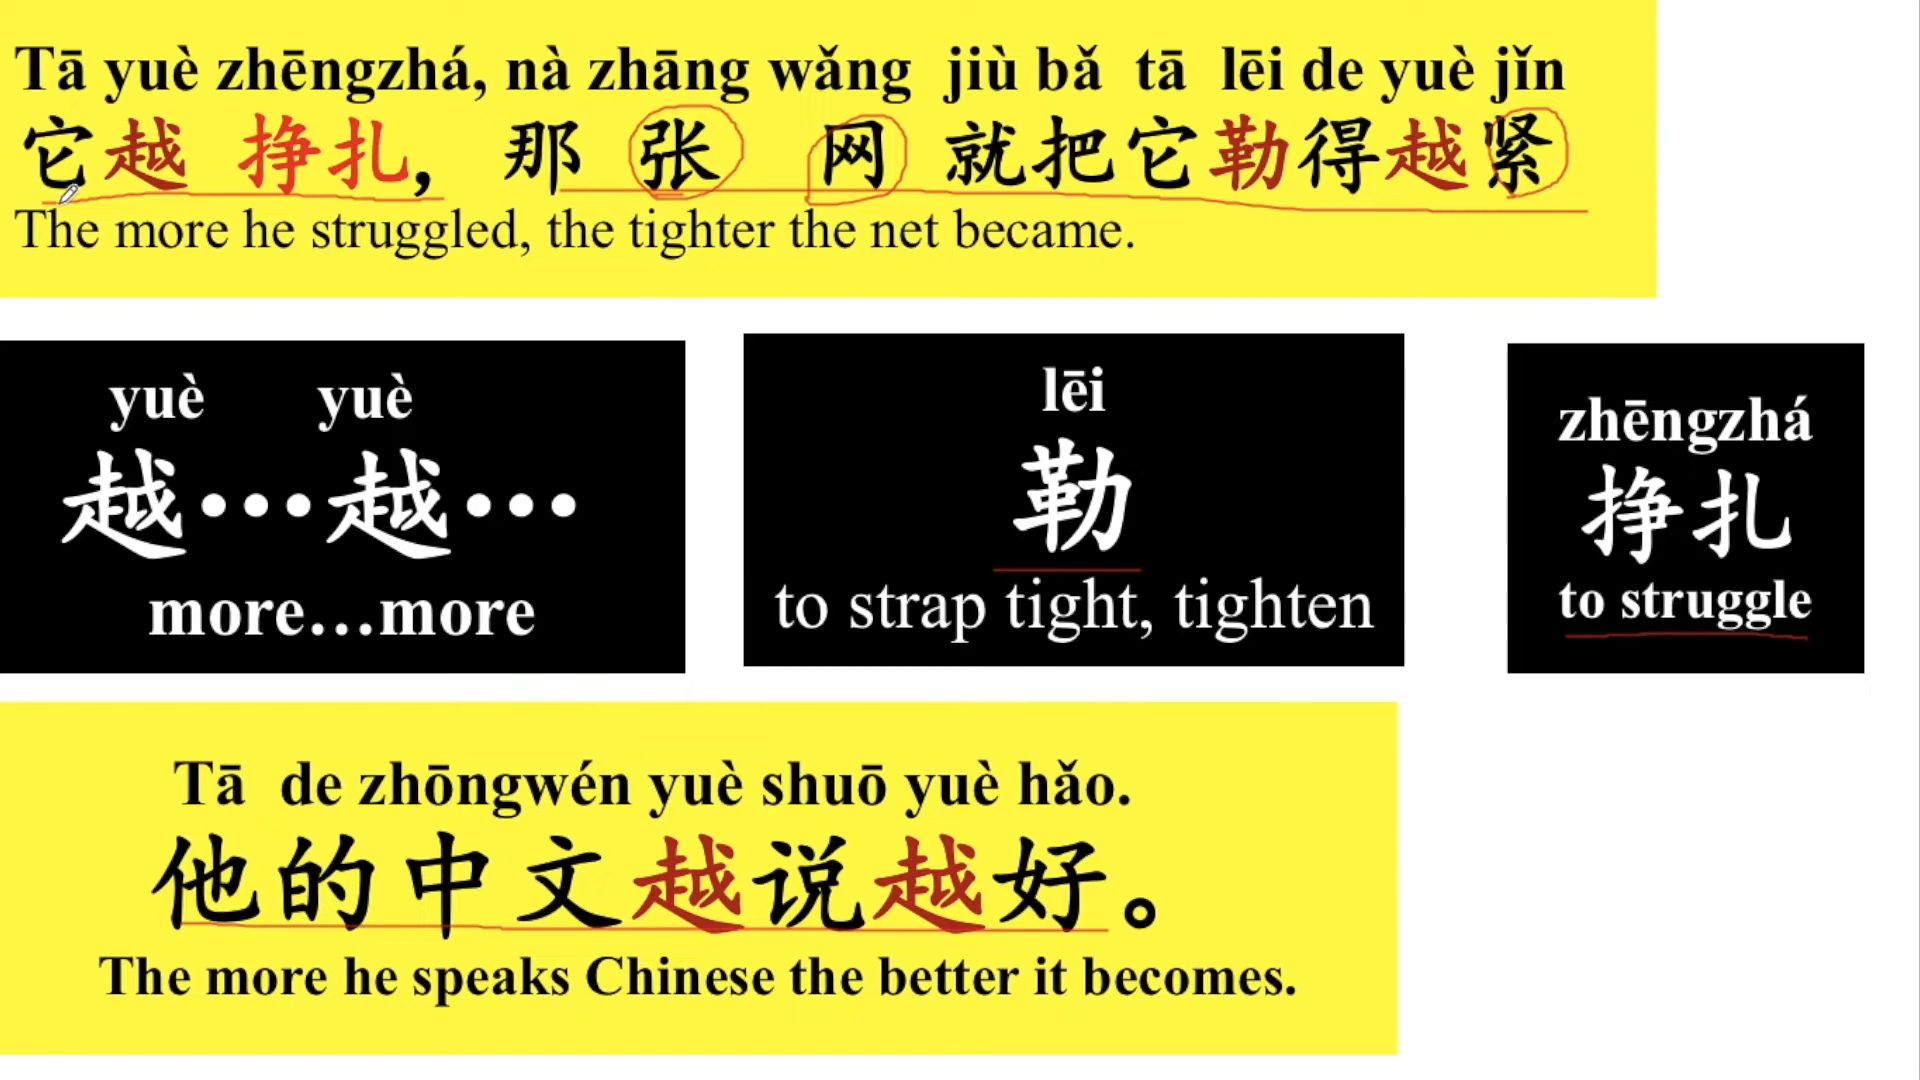 Tā yuè zhēngzhá, nà zhāng wǎng jiù bǎ tā lēi de yuè jǐn
它越 挣扎, 那 张 网 就把它勒得越紧
The more he struggled, the tighter the net became.
yuè yuè
越…越…
more…more
lēi
勒
to strap tight, tighten
zhēngzhá
挣扎
to struggle
Tā de zhōngwén yuè shuō yuè hǎo.
他的中文越说越好。
The more he speaks Chinese the better it becomes.